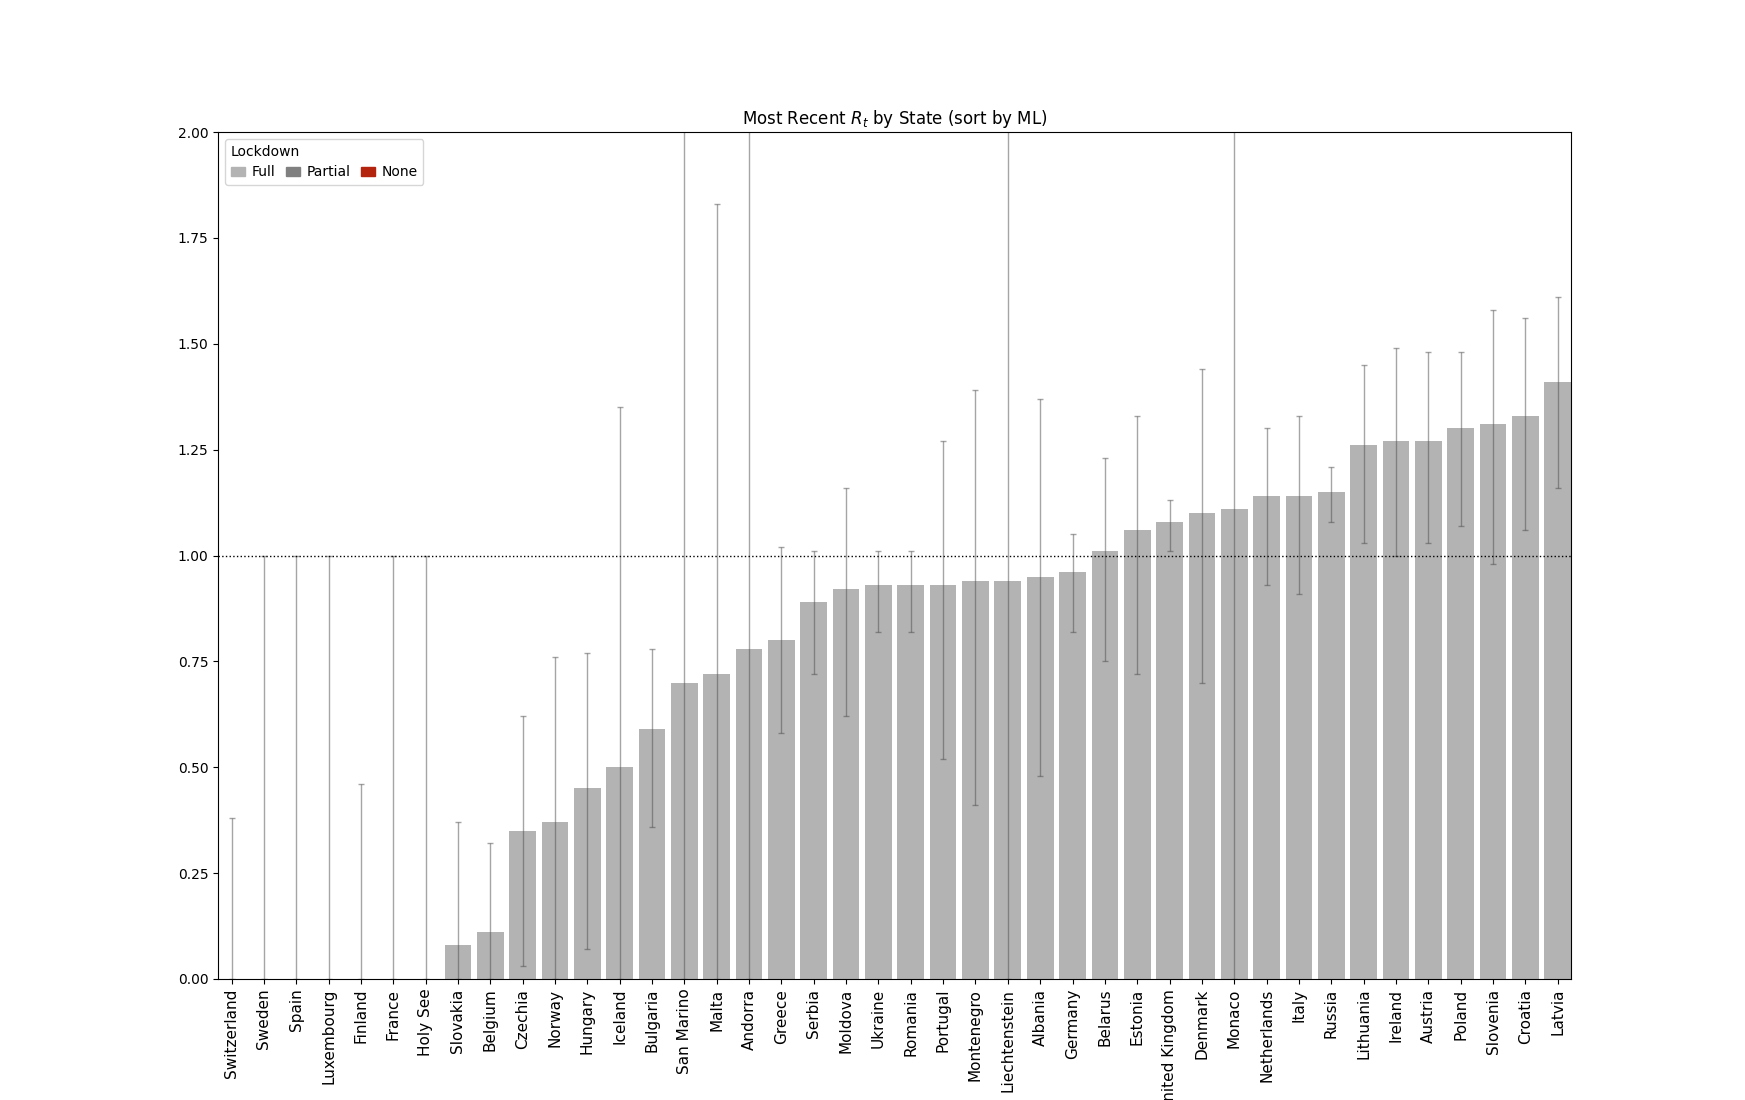 Most Recent R_t by State (sort by ML)
2.00
Lockdown
Full Partial None
1.75
1.50
1.25
1.00
0.75
0.50
0.25
0.00
Switzerland
Sweden
Spain
Luxembourg
Finland
France
Holy See
Slovakia
Belgium
Czechia
Norway
Hungary
Iceland
Bulgaria
San Marino
Malta
Andorra
Greece
Serbia
Moldova
Ukraine
Romania
Portugal
Montenegro
Liechtenstein
Albania
Germany
Belarus
Estonia
nited Kingdom
Denmark
Monaco
Netherlands
Italy
Russia
Lithuania
Ireland
Austria
Poland
Slovenia
Croatia
Latvia